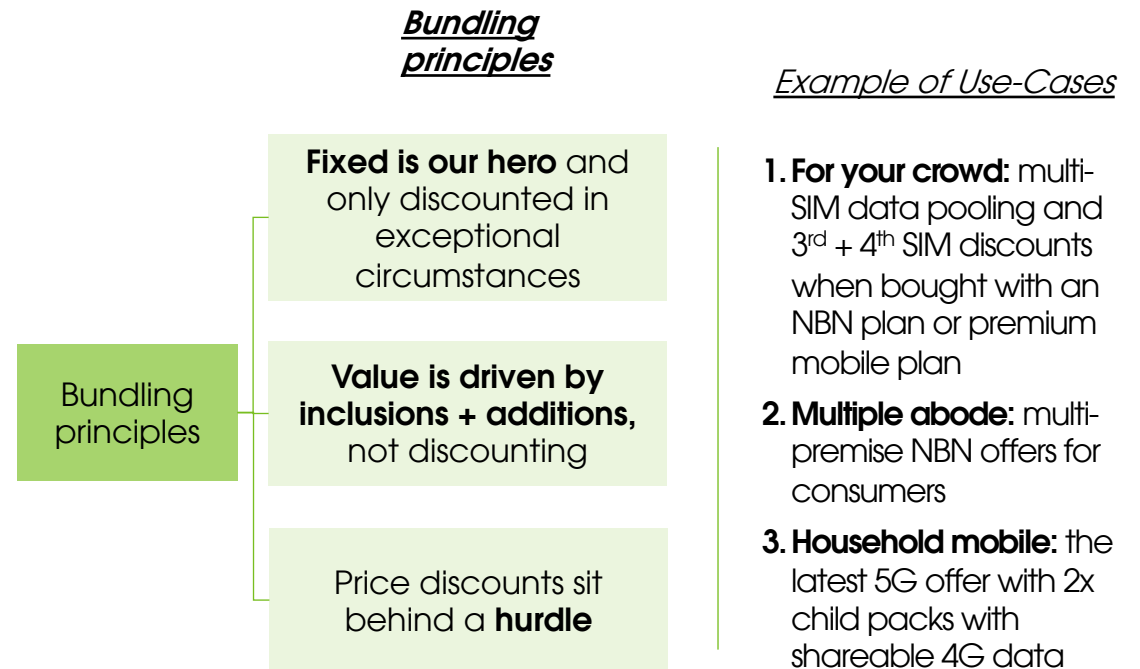 Bundling
principles
Example of Use-Cases
Bundling
principles
Fixed is our hero and
only discounted in
exceptional
circumstances
Value is driven by
inclusions + additions,
not discounting
Price discounts sit
behind a hurdle
1. For your crowd: multi-
SIM data pooling and
3rd + 4th SIM discounts
when bought with an
NBN plan or premium
mobile plan
2. Multiple abode: multi-
premise NBN offers for
consumers
3. Household mobile: the
latest 5G offer with 2x
child packs with
shareable 4G data